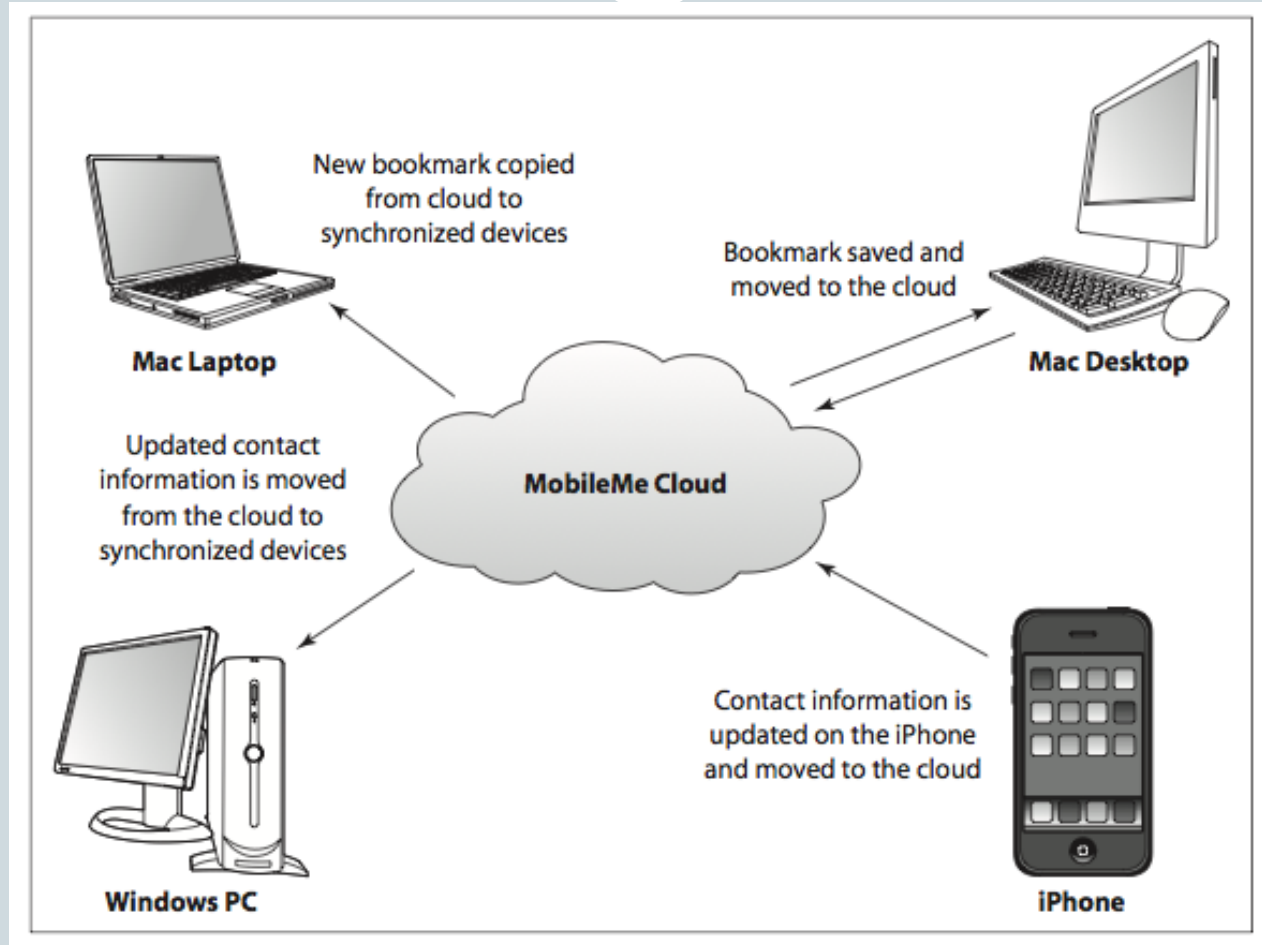 New bookmark copied
from cloud to
synchronized devices
Bookmark saved and
moved to the cloud
Mac Laptop
Mac Desktop
Updated contact
information is moved
from the cloud to
synchronized devices
MobileMe Cloud
Contact information is
updated on the iPhone
and moved to the cloud
Windows PC
iPhone